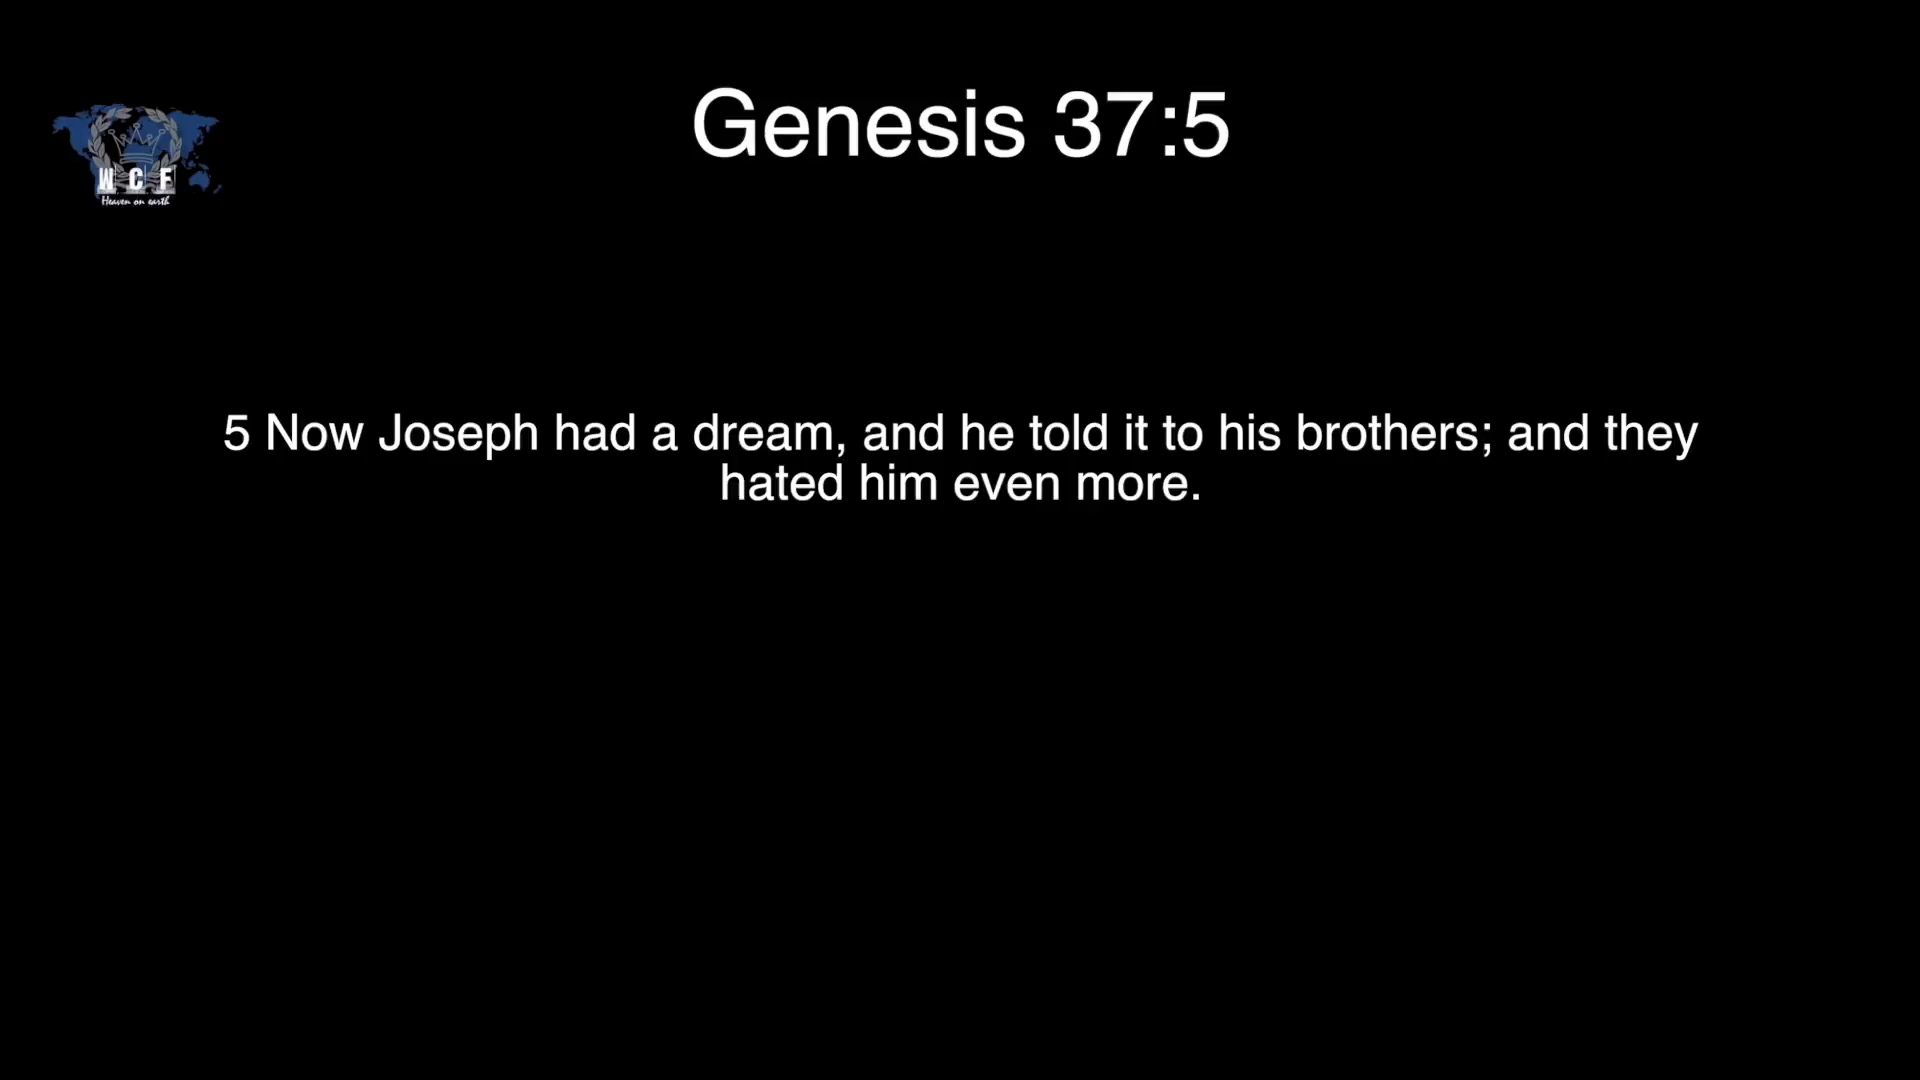 Genesis 37:5
W C F
Heaven on earth
5 Now Joseph had a dream, and he told it to his brothers; and they
hated him even more.